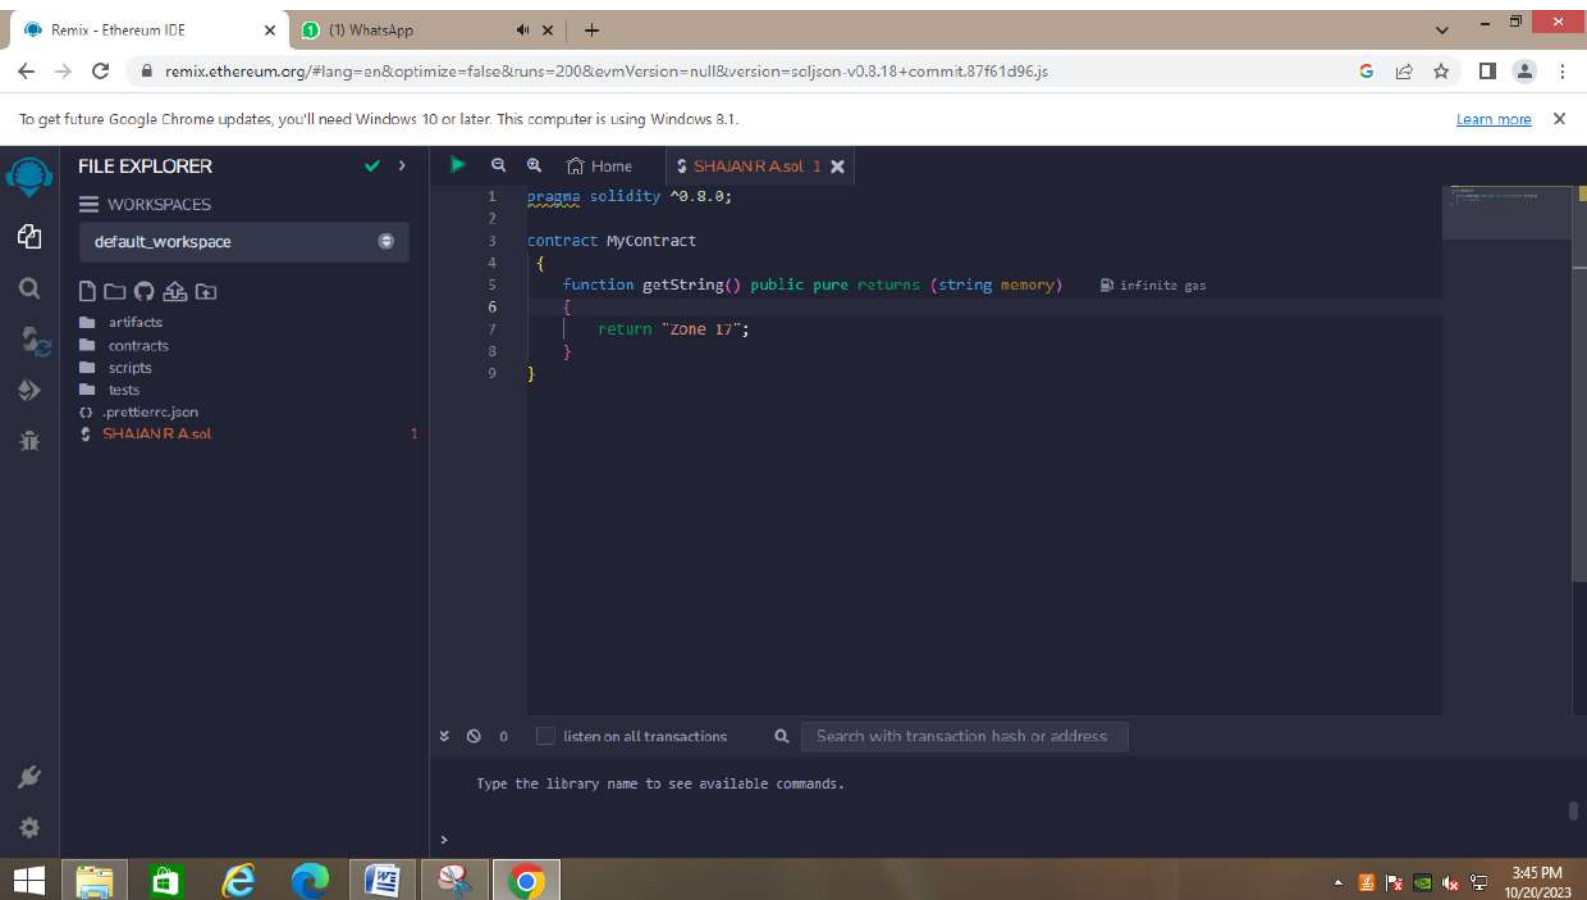 Remix - Ethereum IDE
1 (1) WhatsApp
remix.ethereum.org/#lang=en&optimize=false&runs=200&evmVersion=null&version=soljson-v0.8.18+commit.87f61d96.js
To get future Google Chrome updates, you'll need Windows 10 or later. This computer is using Windows 8.1.
Learn more
FILE EXPLORER
Home
SHAJAN R A.sol 1
WORKSPACES
default_workspace
artifacts
contracts
scripts
tests
.prettierrc.json
SHAJAN R A.sol 1
1 pragma solidity ^0.8.0;
2
3 contract MyContract
4 {
5 function getString() public pure returns (string memory) infinite gas
6 {
7 return "Zone 17";
8 }
9 }
0 listen on all transactions
Search with transaction hash or address
Type the library name to see available commands.
>
3:45 PM
10/20/2023